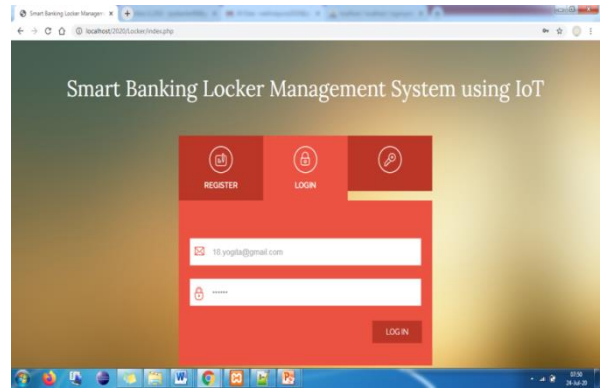 Smart Banking Locker Manager
localhost/2020/Locker/index.php
Smart Banking Locker Management System using IoT
REGISTER
LOGIN
10.yogita@gmail.com
LOG IN
07:50
24-Jul-20